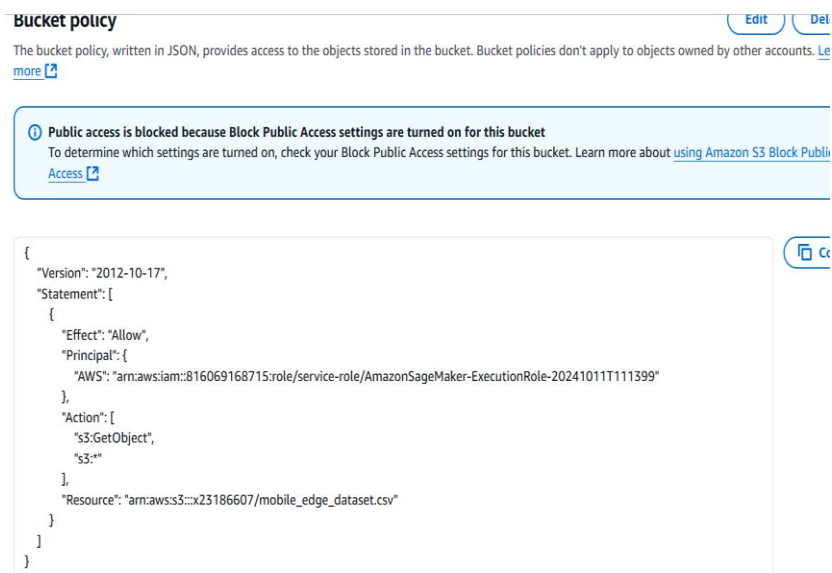 Bucket policy
Edit
The bucket policy, written in JSON, provides access to the objects stored in the bucket. Bucket policies don't apply to objects owned by other accounts.
more
Public access is blocked because Block Public Access settings are turned on for this bucket
To determine which settings are turned on, check your Block Public Access settings for this bucket. Learn more about using Amazon S3 Block
Access
{
"Version": "2012-10-17",
"Statement": [
{
"Effect": "Allow",
"Principal": {
"AWS": "arn:aws:iam::816069168715:role/service-role/AmazonSageMaker-ExecutionRole-20241011T111399"
},
"Action": [
"s3:GetObject",
"s3:*"
],
"Resource": "arn:aws:s3:::x23186607/mobile_edge_dataset.csv"
}
]
}